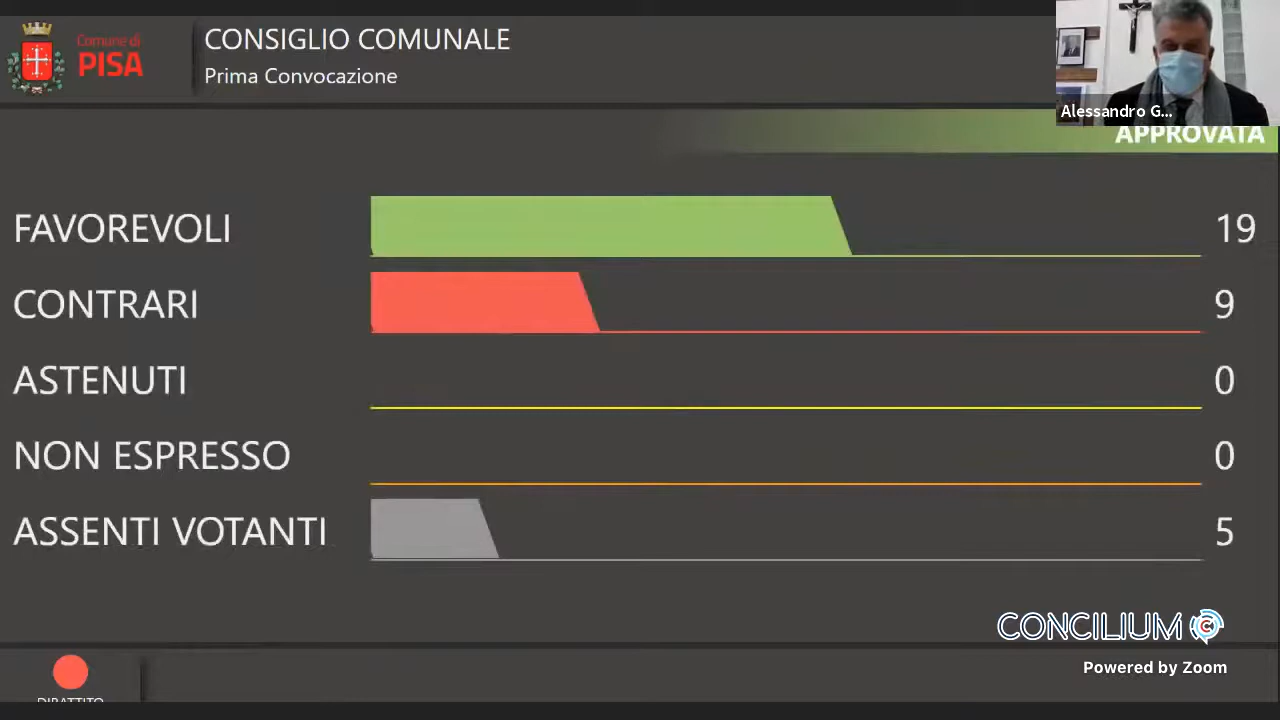 Comune di
PISA
CONSIGLIO COMUNALE
Prima Convocazione
Alessandro G...
APPROVATA
FAVOREVOLI 19
CONTRARI 9
ASTENUTI 0
NON ESPRESSO 0
ASSENTI VOTANTI 5
CONCILIUM
Powered by Zoom
DIBATTITO